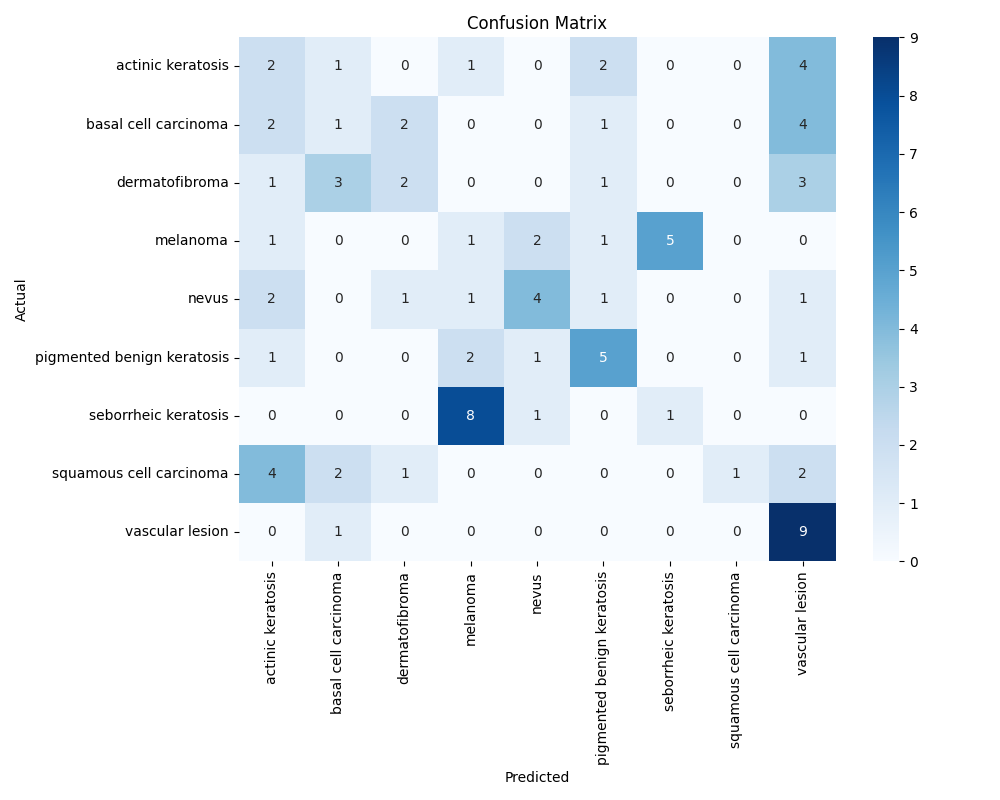 Confusion Matrix
Actual
actinic keratosis 2 1 0 1 0 2 0 0 4
basal cell carcinoma 2 1 2 0 0 1 0 0 4
dermatofibroma 1 3 2 0 0 1 0 0 3
melanoma 1 0 0 1 2 1 5 0 0
nevus 2 0 1 1 4 1 0 0 1
pigmented benign keratosis 1 0 0 2 1 5 0 0 1
seborrheic keratosis 0 0 0 8 1 0 1 0 0
squamous cell carcinoma 4 2 1 0 0 0 0 1 2
vascular lesion 0 1 0 0 0 0 0 0 9
actinic keratosis
basal cell carcinoma
dermatofibroma
melanoma
nevus
pigmented benign keratosis
seborrheic keratosis
squamous cell carcinoma
vascular lesion
Predicted
9
8
7
6
5
4
3
2
1
0